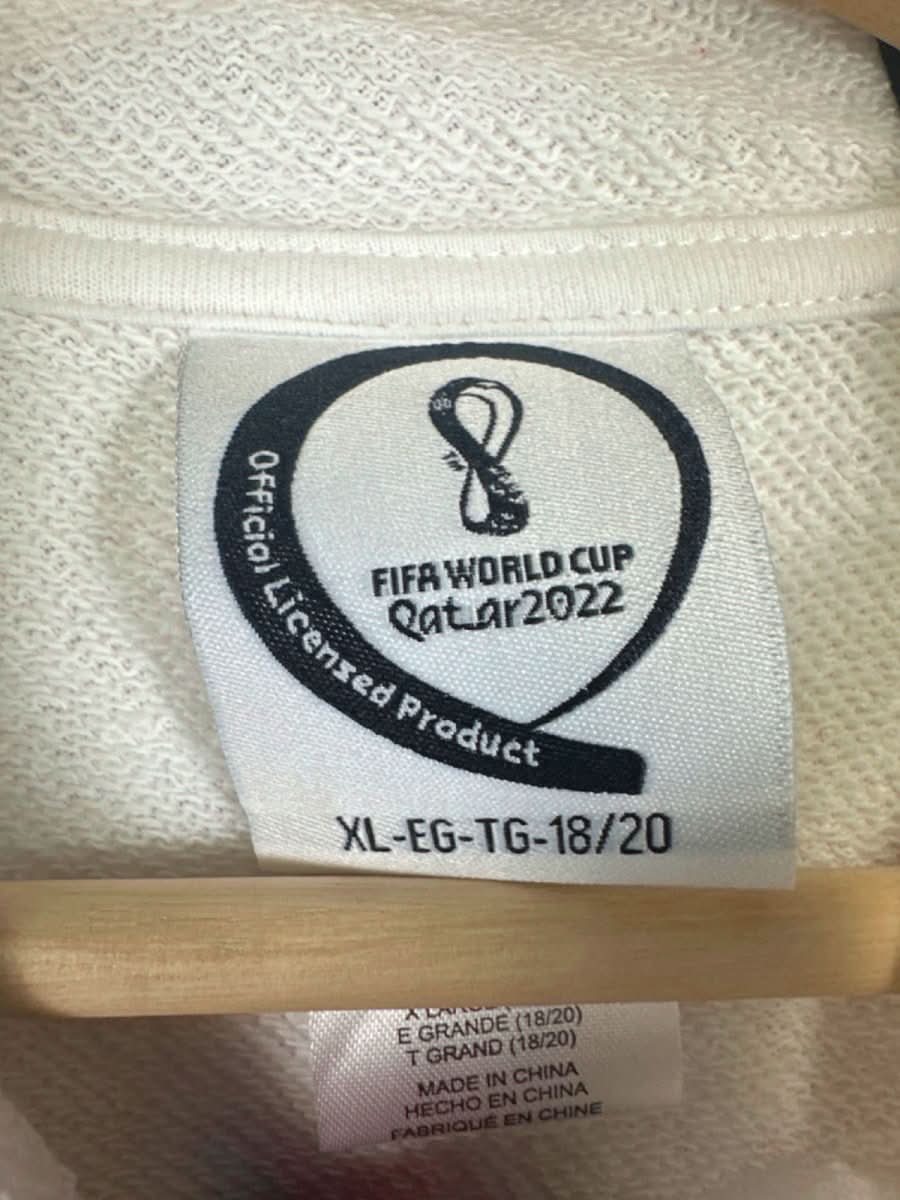 Official Licensed Product
FIFA WORLD CUP
Qatar2022
XL-EG-TG-18/20
E GRANDE (18/20)
T GRAND (18/20)
MADE IN CHINA
HECHO EN CHINA
FABRIQUÉ EN CHINE